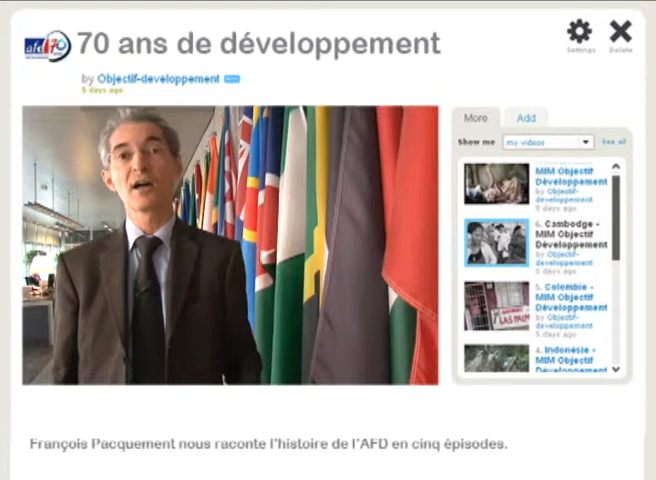 afd 70
70 ans de développement
Settings
Delete
by Objectif-developpement
5 days ago
More
Add
Show me
my videos
See all
MIM Objectif
Développement
by Objectif-
developpement
5 days ago
6. Cambodge -
MIM Objectif
Développement
by Objectif-
developpement
5 days ago
5. Colombie -
MIM Objectif
Développement
by Objectif-
developpement
5 days ago
LAS PALM
4. Indonésie -
MIM Objectif
Développement
François Pacquement nous raconte l'histoire de l'AFD en cinq épisodes.